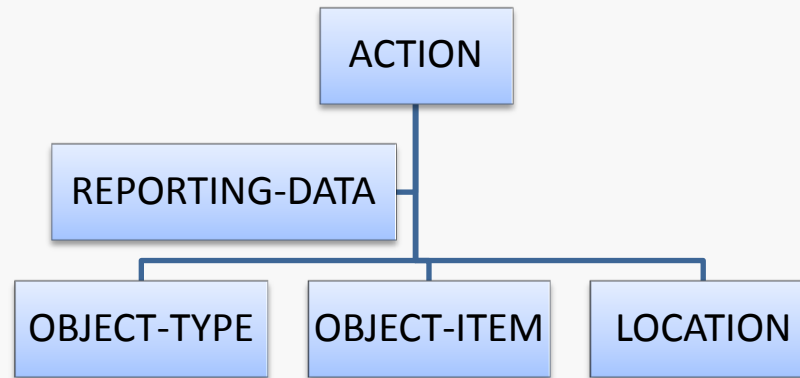 ACTION
REPORTING-DATA
OBJECT-TYPE
OBJECT-ITEM
LOCATION